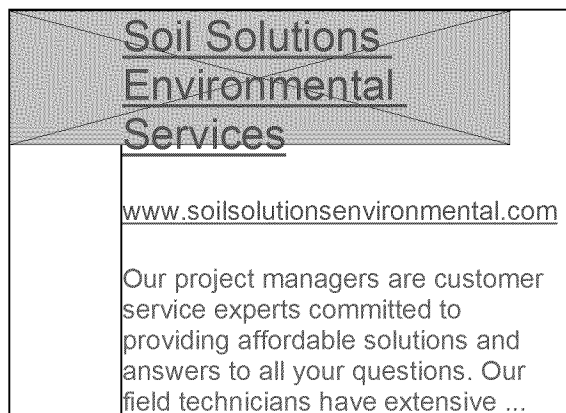 Soil Solutions
Environmental
Services
www.soilsolutionsenvironmental.com
Our project managers are customer
service experts committed to
providing affordable solutions and
answers to all your questions. Our
field technicians have extensive ...